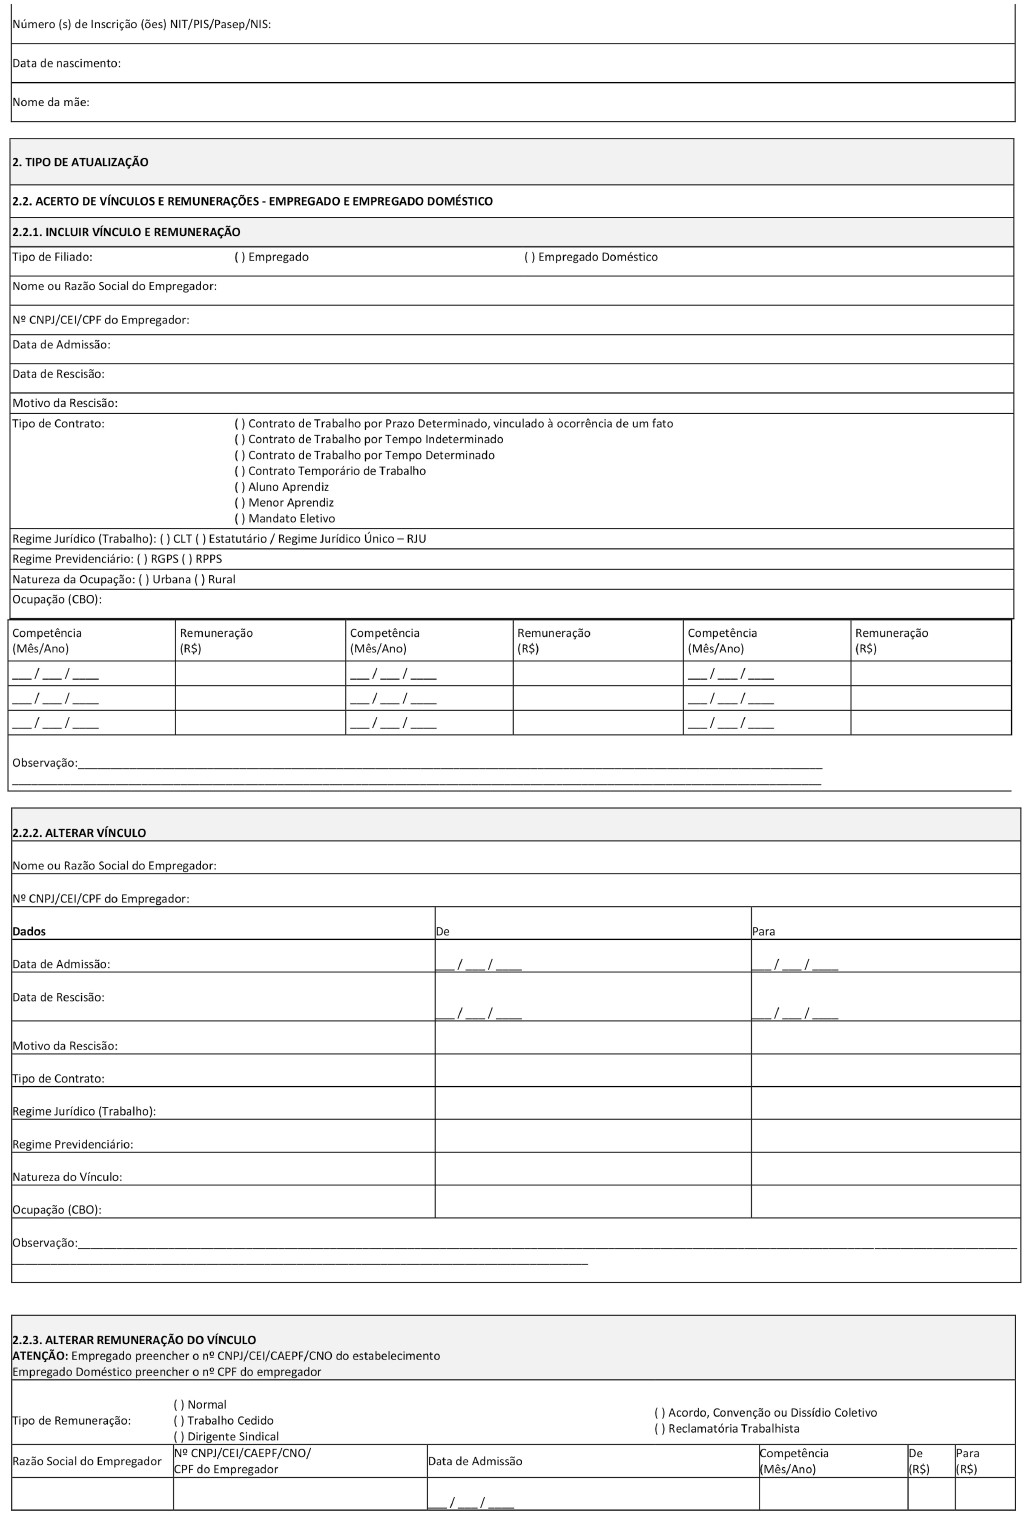 Número (s) de Inscrição (ões) NIT/PIS/Pasep/NIS:
Data de nascimento:
Nome da mãe:
2. TIPO DE ATUALIZAÇÃO
2.2. ACERTO DE VÍNCULOS E REMUNERAÇÕES - EMPREGADO E EMPREGADO DOMÉSTICO
2.2.1. INCLUIR VÍNCULO E REMUNERAÇÃO
Tipo de Filiado: ( ) Empregado ( ) Empregado Doméstico
Nome ou Razão Social do Empregador:
Nº CNPJ/CEI/CPF do Empregador:
Data de Admissão:
Data de Rescisão:
Motivo da Rescisão:
Tipo de Contrato: ( ) Contrato de Trabalho por Prazo Determinado, vinculado à ocorrência de um fato
( ) Contrato de Trabalho por Tempo Indeterminado
( ) Contrato de Trabalho por Tempo Determinado
( ) Contrato Temporário de Trabalho
( ) Aluno Aprendiz
( ) Menor Aprendiz
( ) Mandato Eletivo
Regime Jurídico (Trabalho): ( ) CLT ( ) Estatutário / Regime Jurídico Único – RJU
Regime Previdenciário: ( ) RGPS ( ) RPPS
Natureza da Ocupação: ( ) Urbana ( ) Rural
Ocupação (CBO):
Competência Remuneração Competência Remuneração Competência Remuneração
(Mês/Ano) (R$) (Mês/Ano) (R$) (Mês/Ano) (R$)
___ / ___ / ____ ___ / ___ / ____ ___ / ___ / ____
___ / ___ / ____ ___ / ___ / ____ ___ / ___ / ____
___ / ___ / ____ ___ / ___ / ____ ___ / ___ / ____
Observação:____________________
2.2.2. ALTERAR VÍNCULO
Nome ou Razão Social do Empregador:
Nº CNPJ/CEI/CPF do Empregador:
Dados De Para
Data de Admissão: ___ / ___ / ____ ___ / ___ / ____
Data de Rescisão:
___ / ___ / ____ ___ / ___ / ____
Motivo da Rescisão:
Tipo de Contrato:
Regime Jurídico (Trabalho):
Regime Previdenciário:
Natureza do Vínculo:
Ocupação (CBO):
Observação:____________________
2.2.3. ALTERAR REMUNERAÇÃO DO VÍNCULO
ATENÇÃO: Empregado preencher o nº CNPJ/CEI/CAEPF/CNO do estabelecimento
Empregado Doméstico preencher o nº CPF do empregador
Tipo de Remuneração:
( ) Normal
( ) Trabalho Cedido
( ) Dirigente Sindical
( ) Acordo, Convenção ou Dissídio Coletivo
( ) Reclamatória Trabalhista
Razão Social do Empregador
Nº CNPJ/CEI/CAEPF/CNO/
CPF do Empregador
Data de Admissão
Competência
(Mês/Ano)
De
(R$)
Para
(R$)
___ / ___ / ____